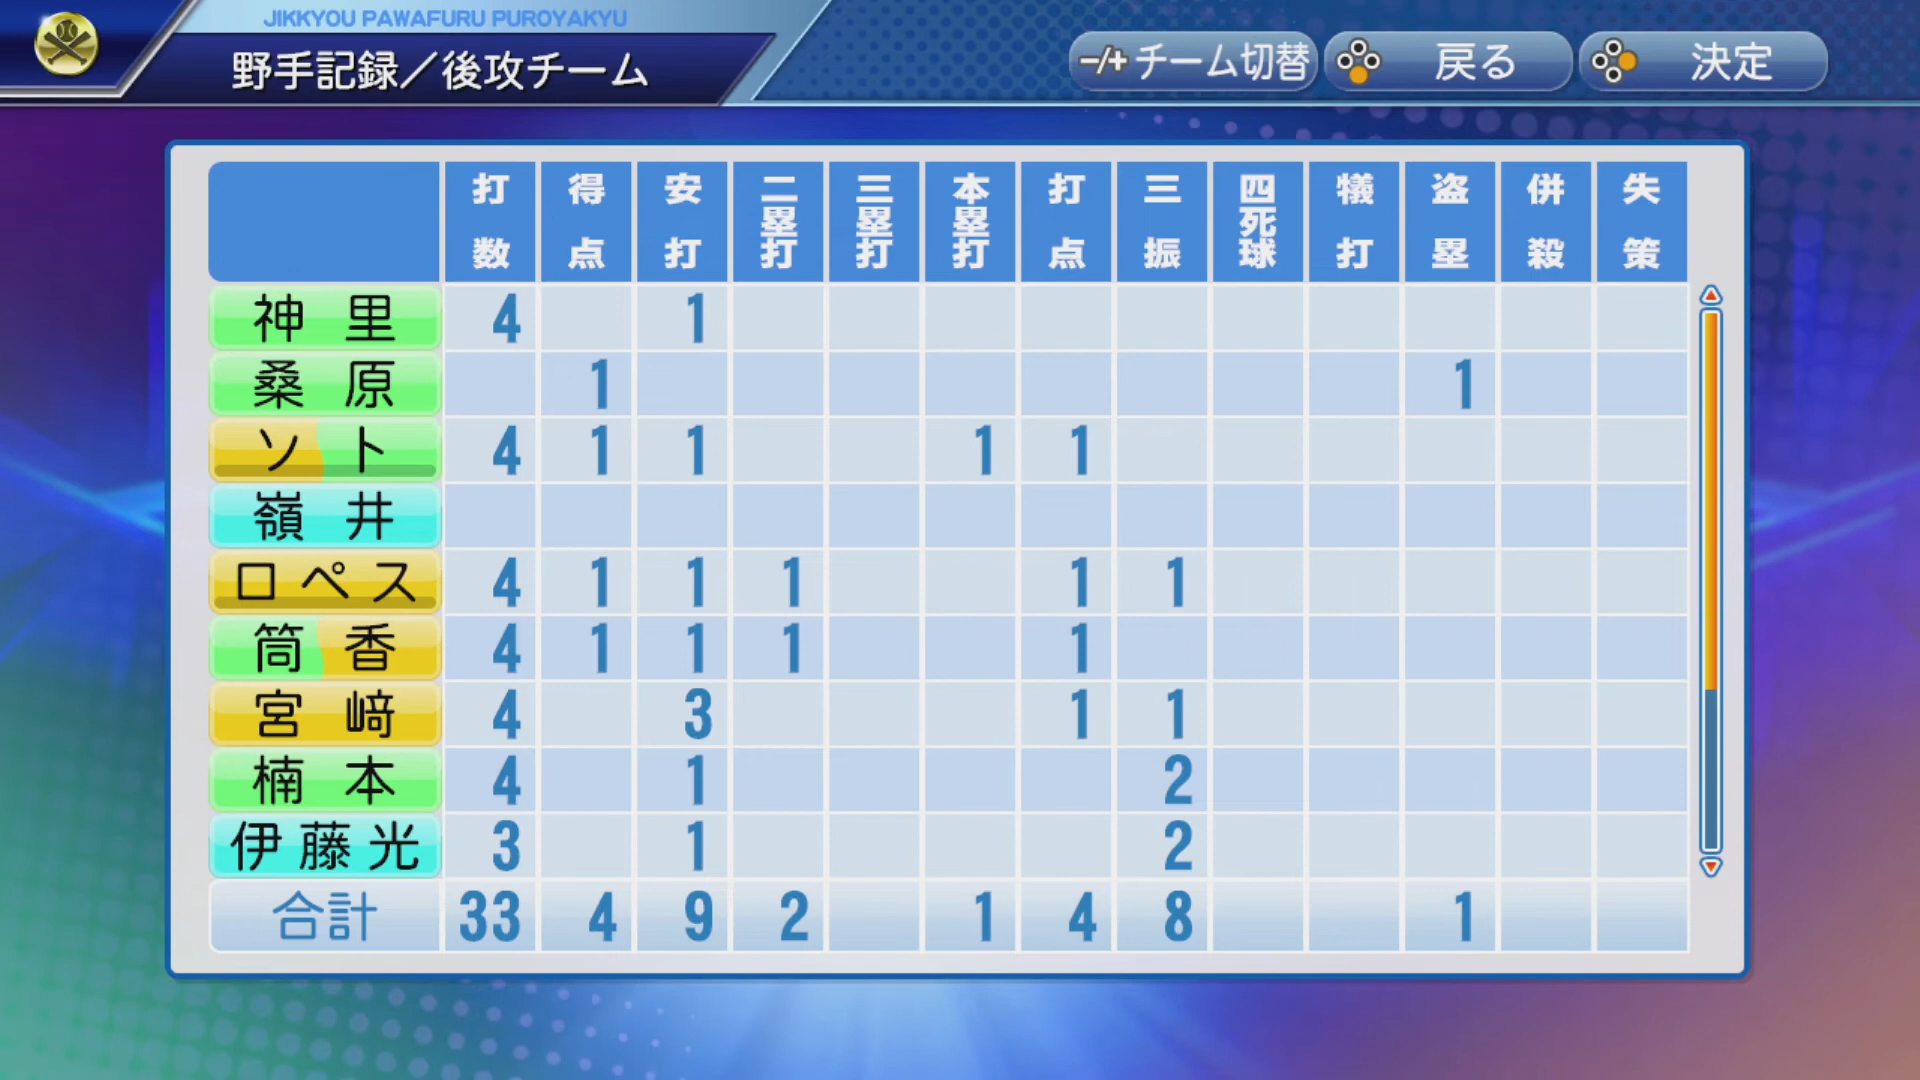 JIKKYOU PAWAFURU PUROYAKYU
野手記録／後攻チーム
-/+ チーム切替 戻る 決定
打数 得点 安打 二塁打 三塁打 本塁打 打点 三振 四死球 犠打 盗塁 併殺 失策
神里 4 1
桑原 1 1
ソト 4 1 1 1 1
嶺井
ロペス 4 1 1 1 1 1
筒香 4 1 1 1 1
宮﨑 4 3 1 1
楠本 4 1 2
伊藤光 3 1 2
合計 33 4 9 2 1 4 8 1